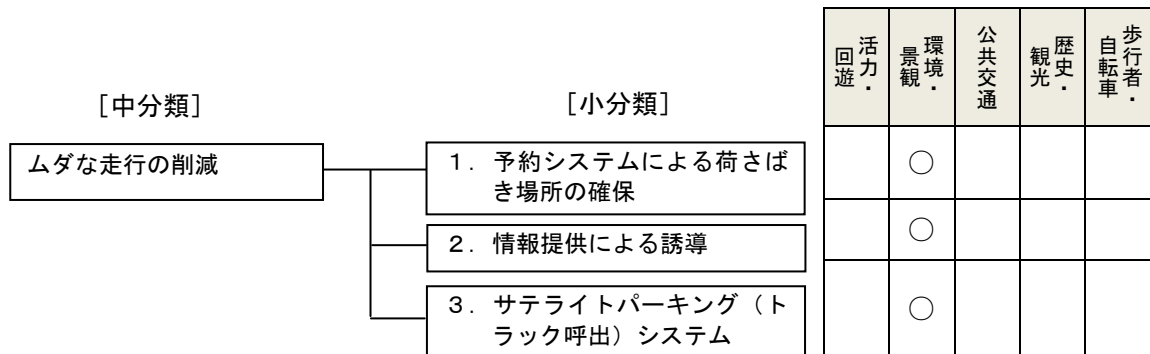 活力・
回遊
環境・
景観
公共交通
歴史・
観光
歩行者・
自転車・
［中分類］
［小分類］
ムダな走行の削減
１．予約システムによる荷さば
き場所の確保
○
２．情報提供による誘導
○
３．サテライトパーキング（ト
ラック呼出）システム
○